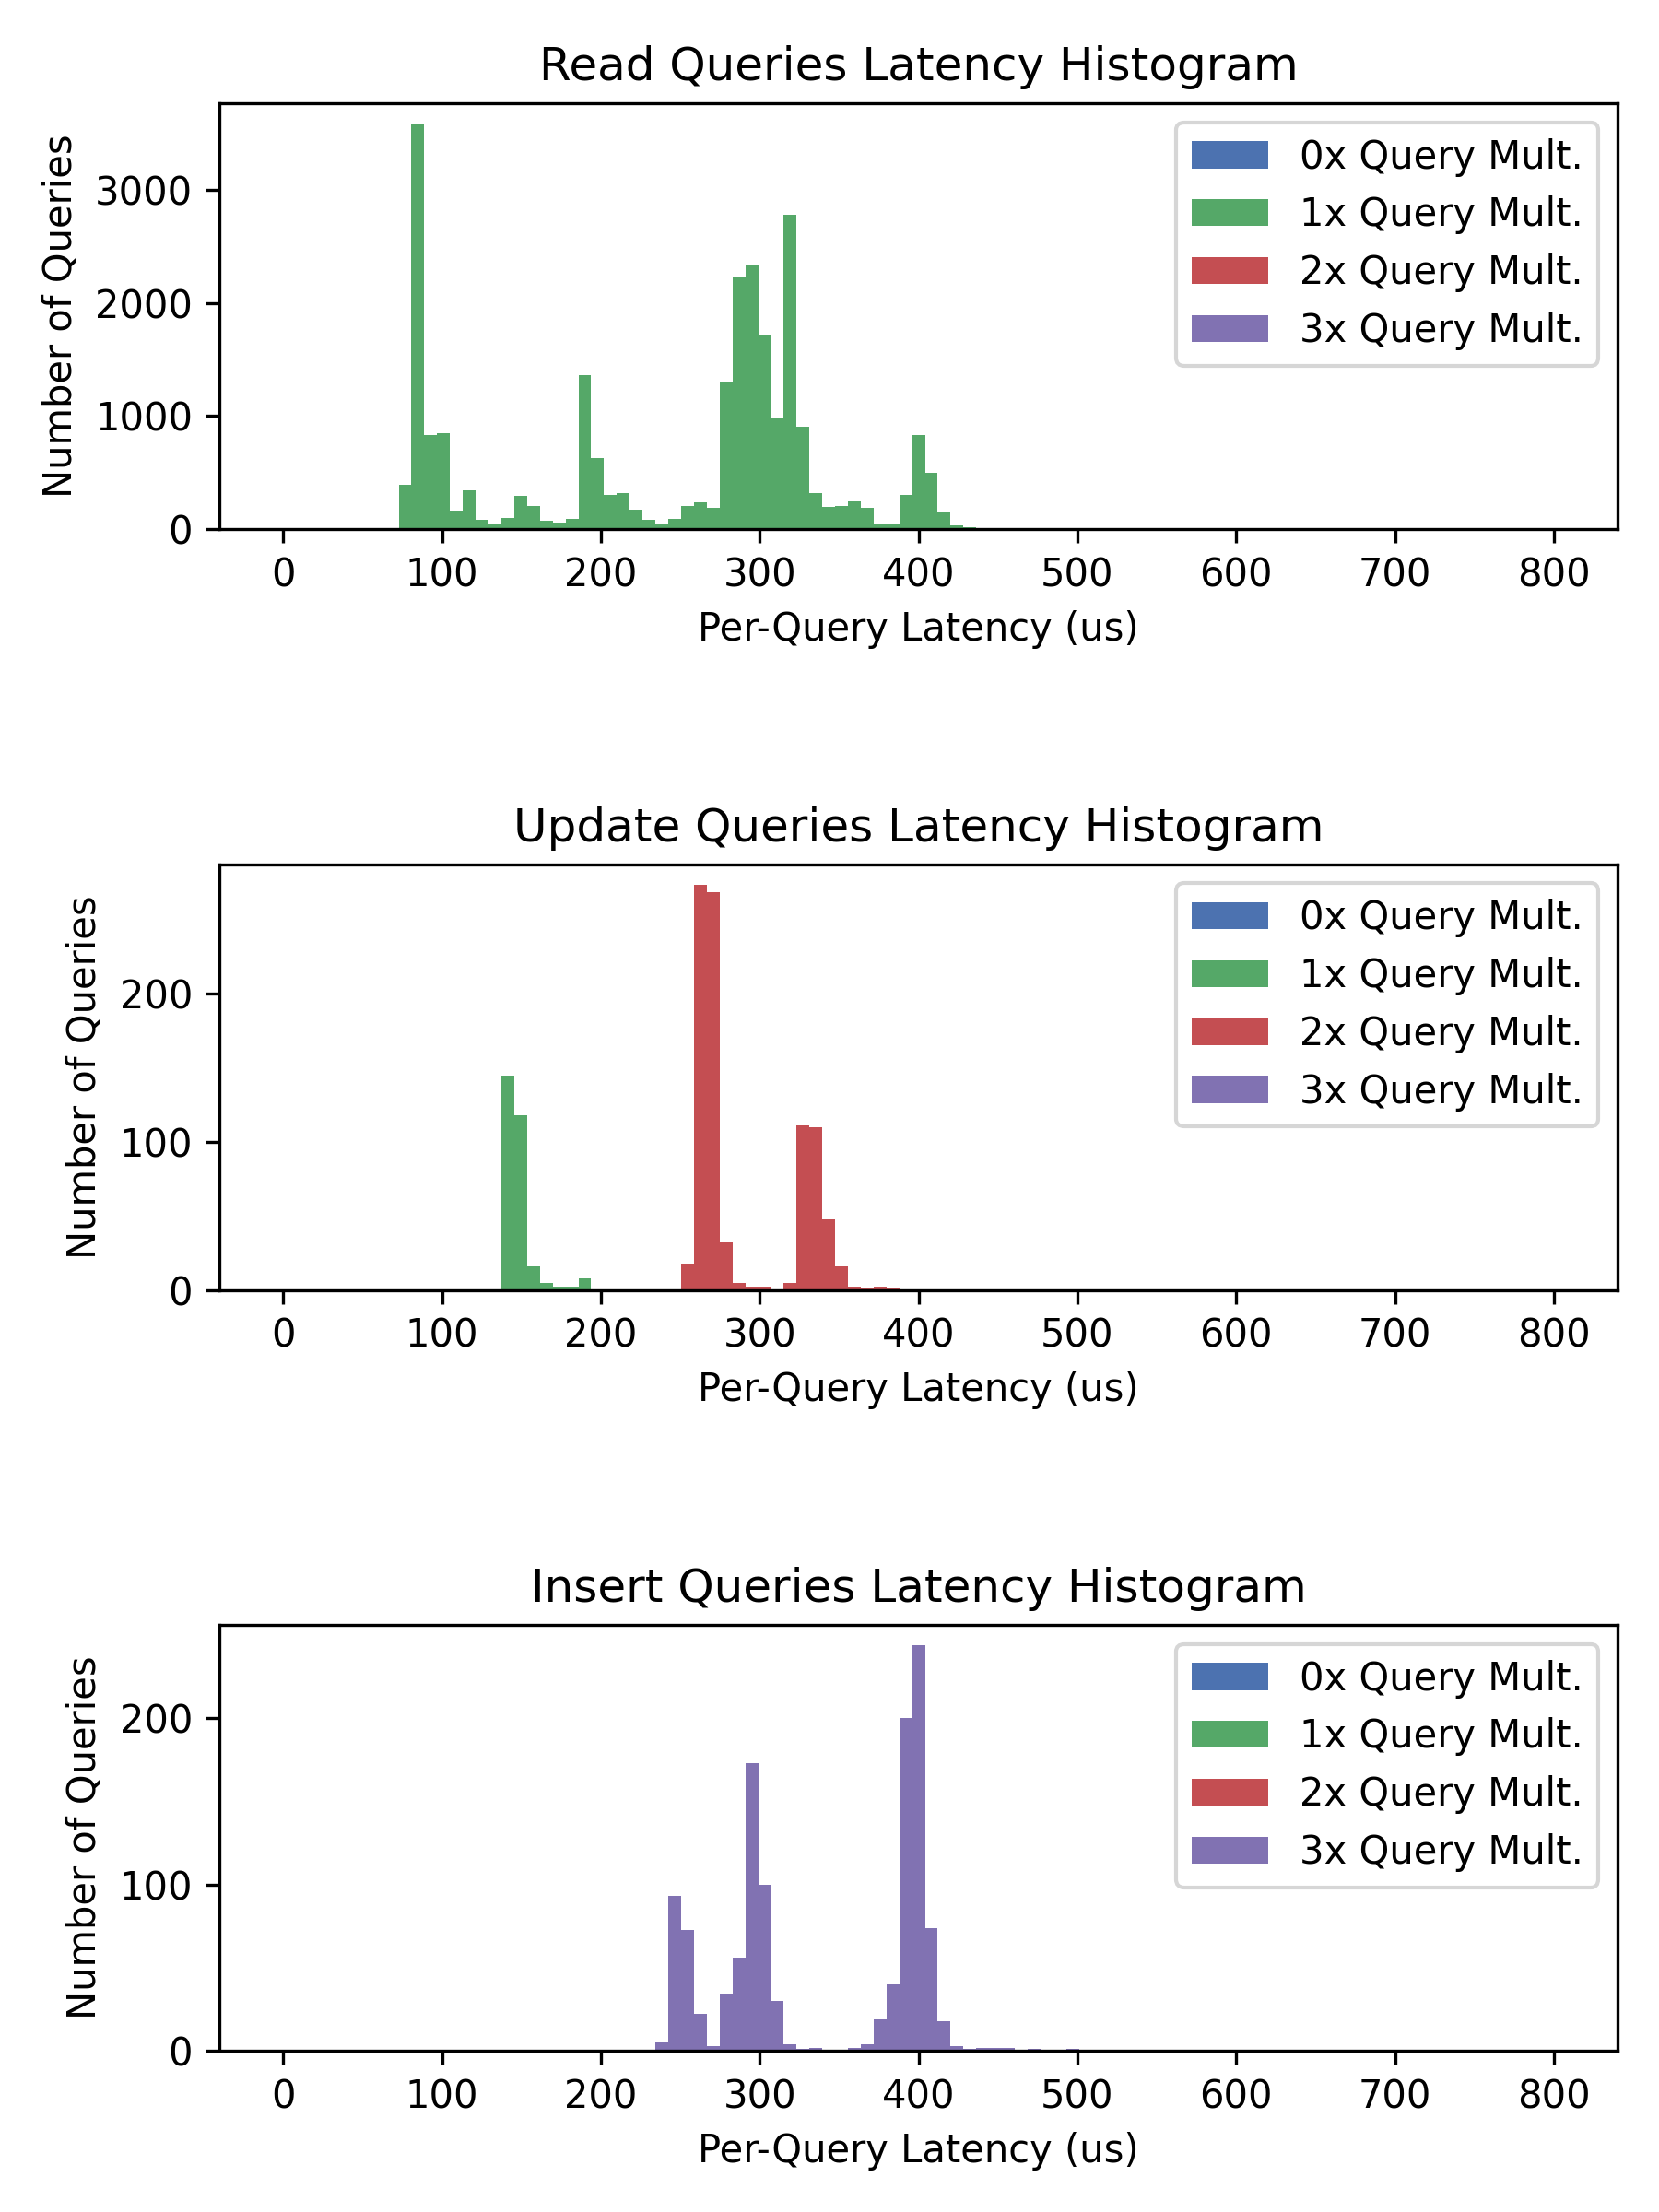 Read Queries Latency Histogram
Number of Queries
3000
2000
1000
0
0x Query Mult.
1x Query Mult.
2x Query Mult.
3x Query Mult.
0 100 200 300 400 500 600 700 800
Per-Query Latency (us)
Update Queries Latency Histogram
Number of Queries
200
100
0
0x Query Mult.
1x Query Mult.
2x Query Mult.
3x Query Mult.
0 100 200 300 400 500 600 700 800
Per-Query Latency (us)
Insert Queries Latency Histogram
Number of Queries
200
100
0
0x Query Mult.
1x Query Mult.
2x Query Mult.
3x Query Mult.
0 100 200 300 400 500 600 700 800
Per-Query Latency (us)